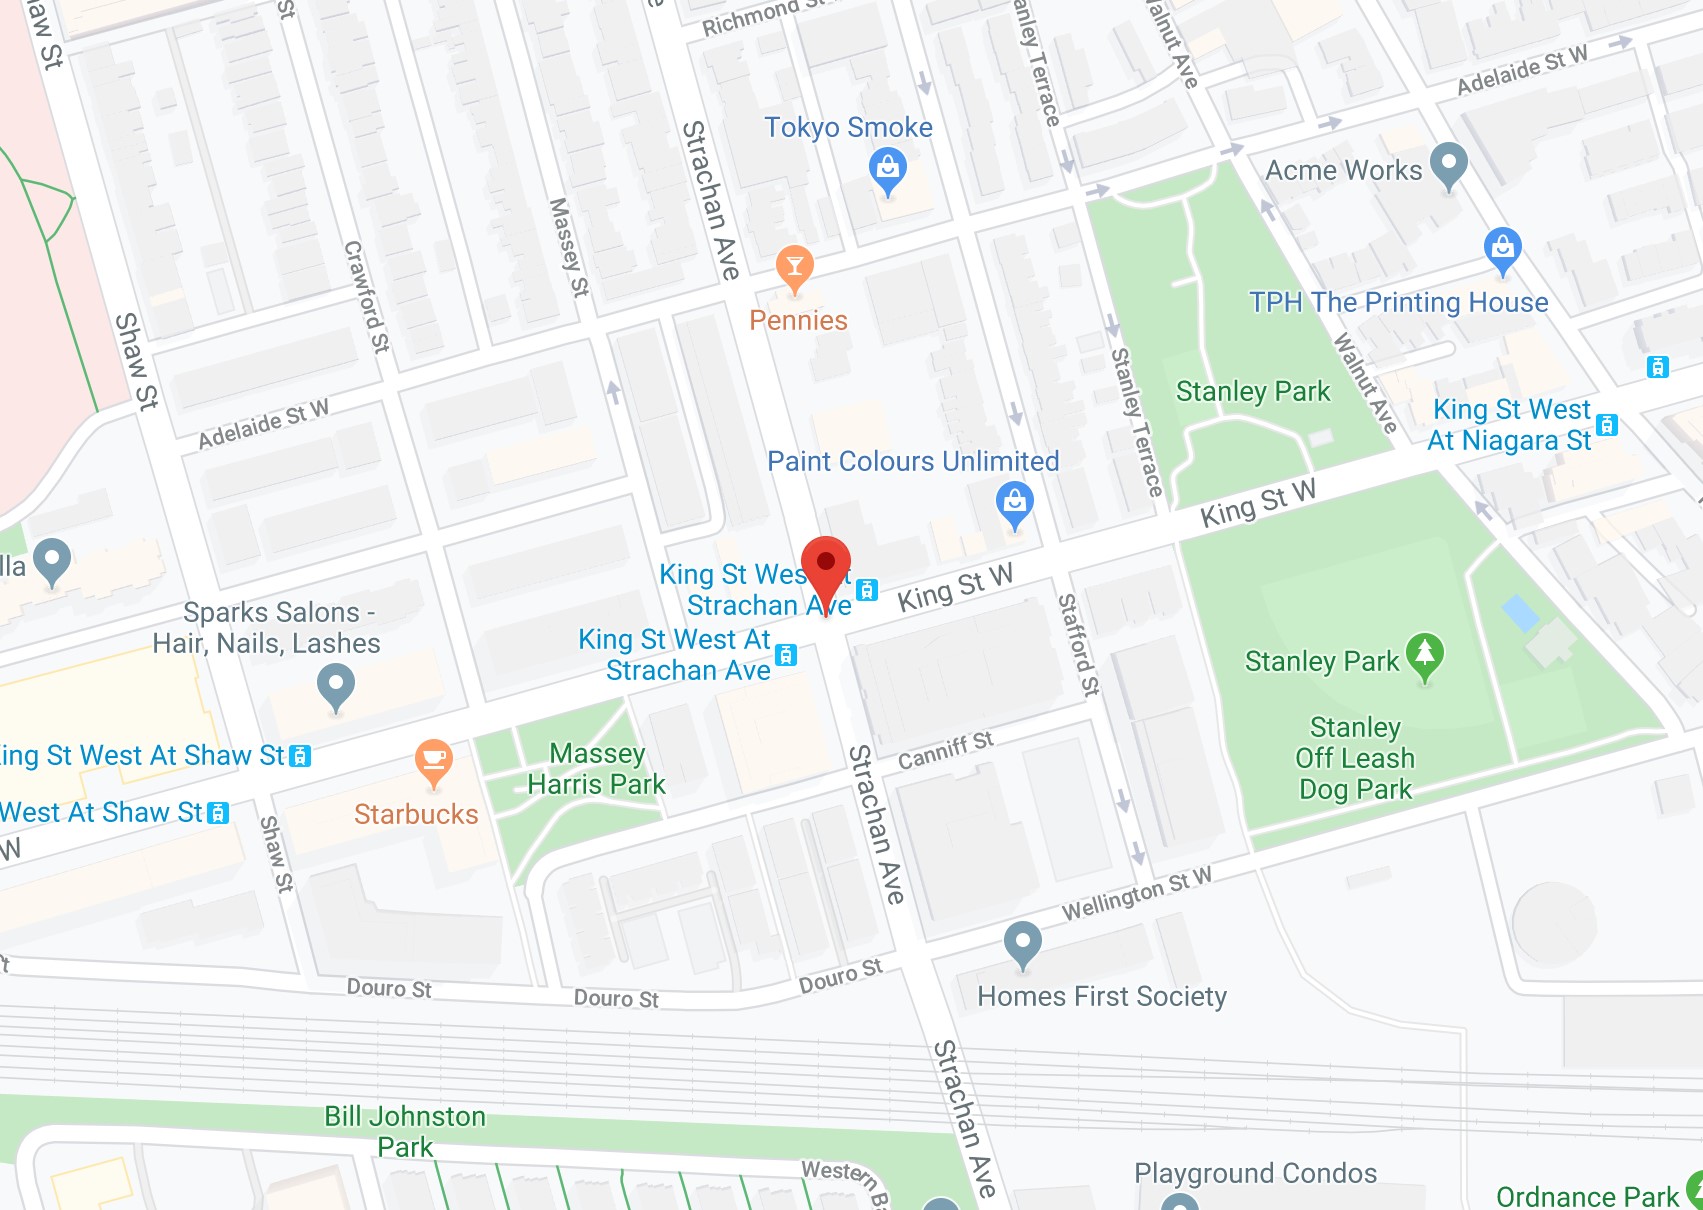 Shaw St
St
Richmond St
Stanley Terrace
Walnut Ave
Adelaide St W
Tokyo Smoke
Strachan Ave
Acme Works
Massey St
Crawford St
Pennies
TPH The Printing House
Shaw St
Stanley Terrace
Walnut Ave
Stanley Park
King St West
At Niagara St
Adelaide St W
Paint Colours Unlimited
King St W
lla
King St West At
Strachan Ave
King St W
Sparks Salons -
Hair, Nails, Lashes
King St West At
Strachan Ave
Stafford St
Stanley Park
Stanley
Off Leash
Dog Park
King St West At Shaw St
Massey
Harris Park
Canniff St
Strachan Ave
West At Shaw St
Starbucks
W
Shaw St
Wellington St W
Douro St
Douro St
Douro St
Homes First Society
Strachan Ave
Bill Johnston
Park
Western Ba
Playground Condos
Ordnance Park